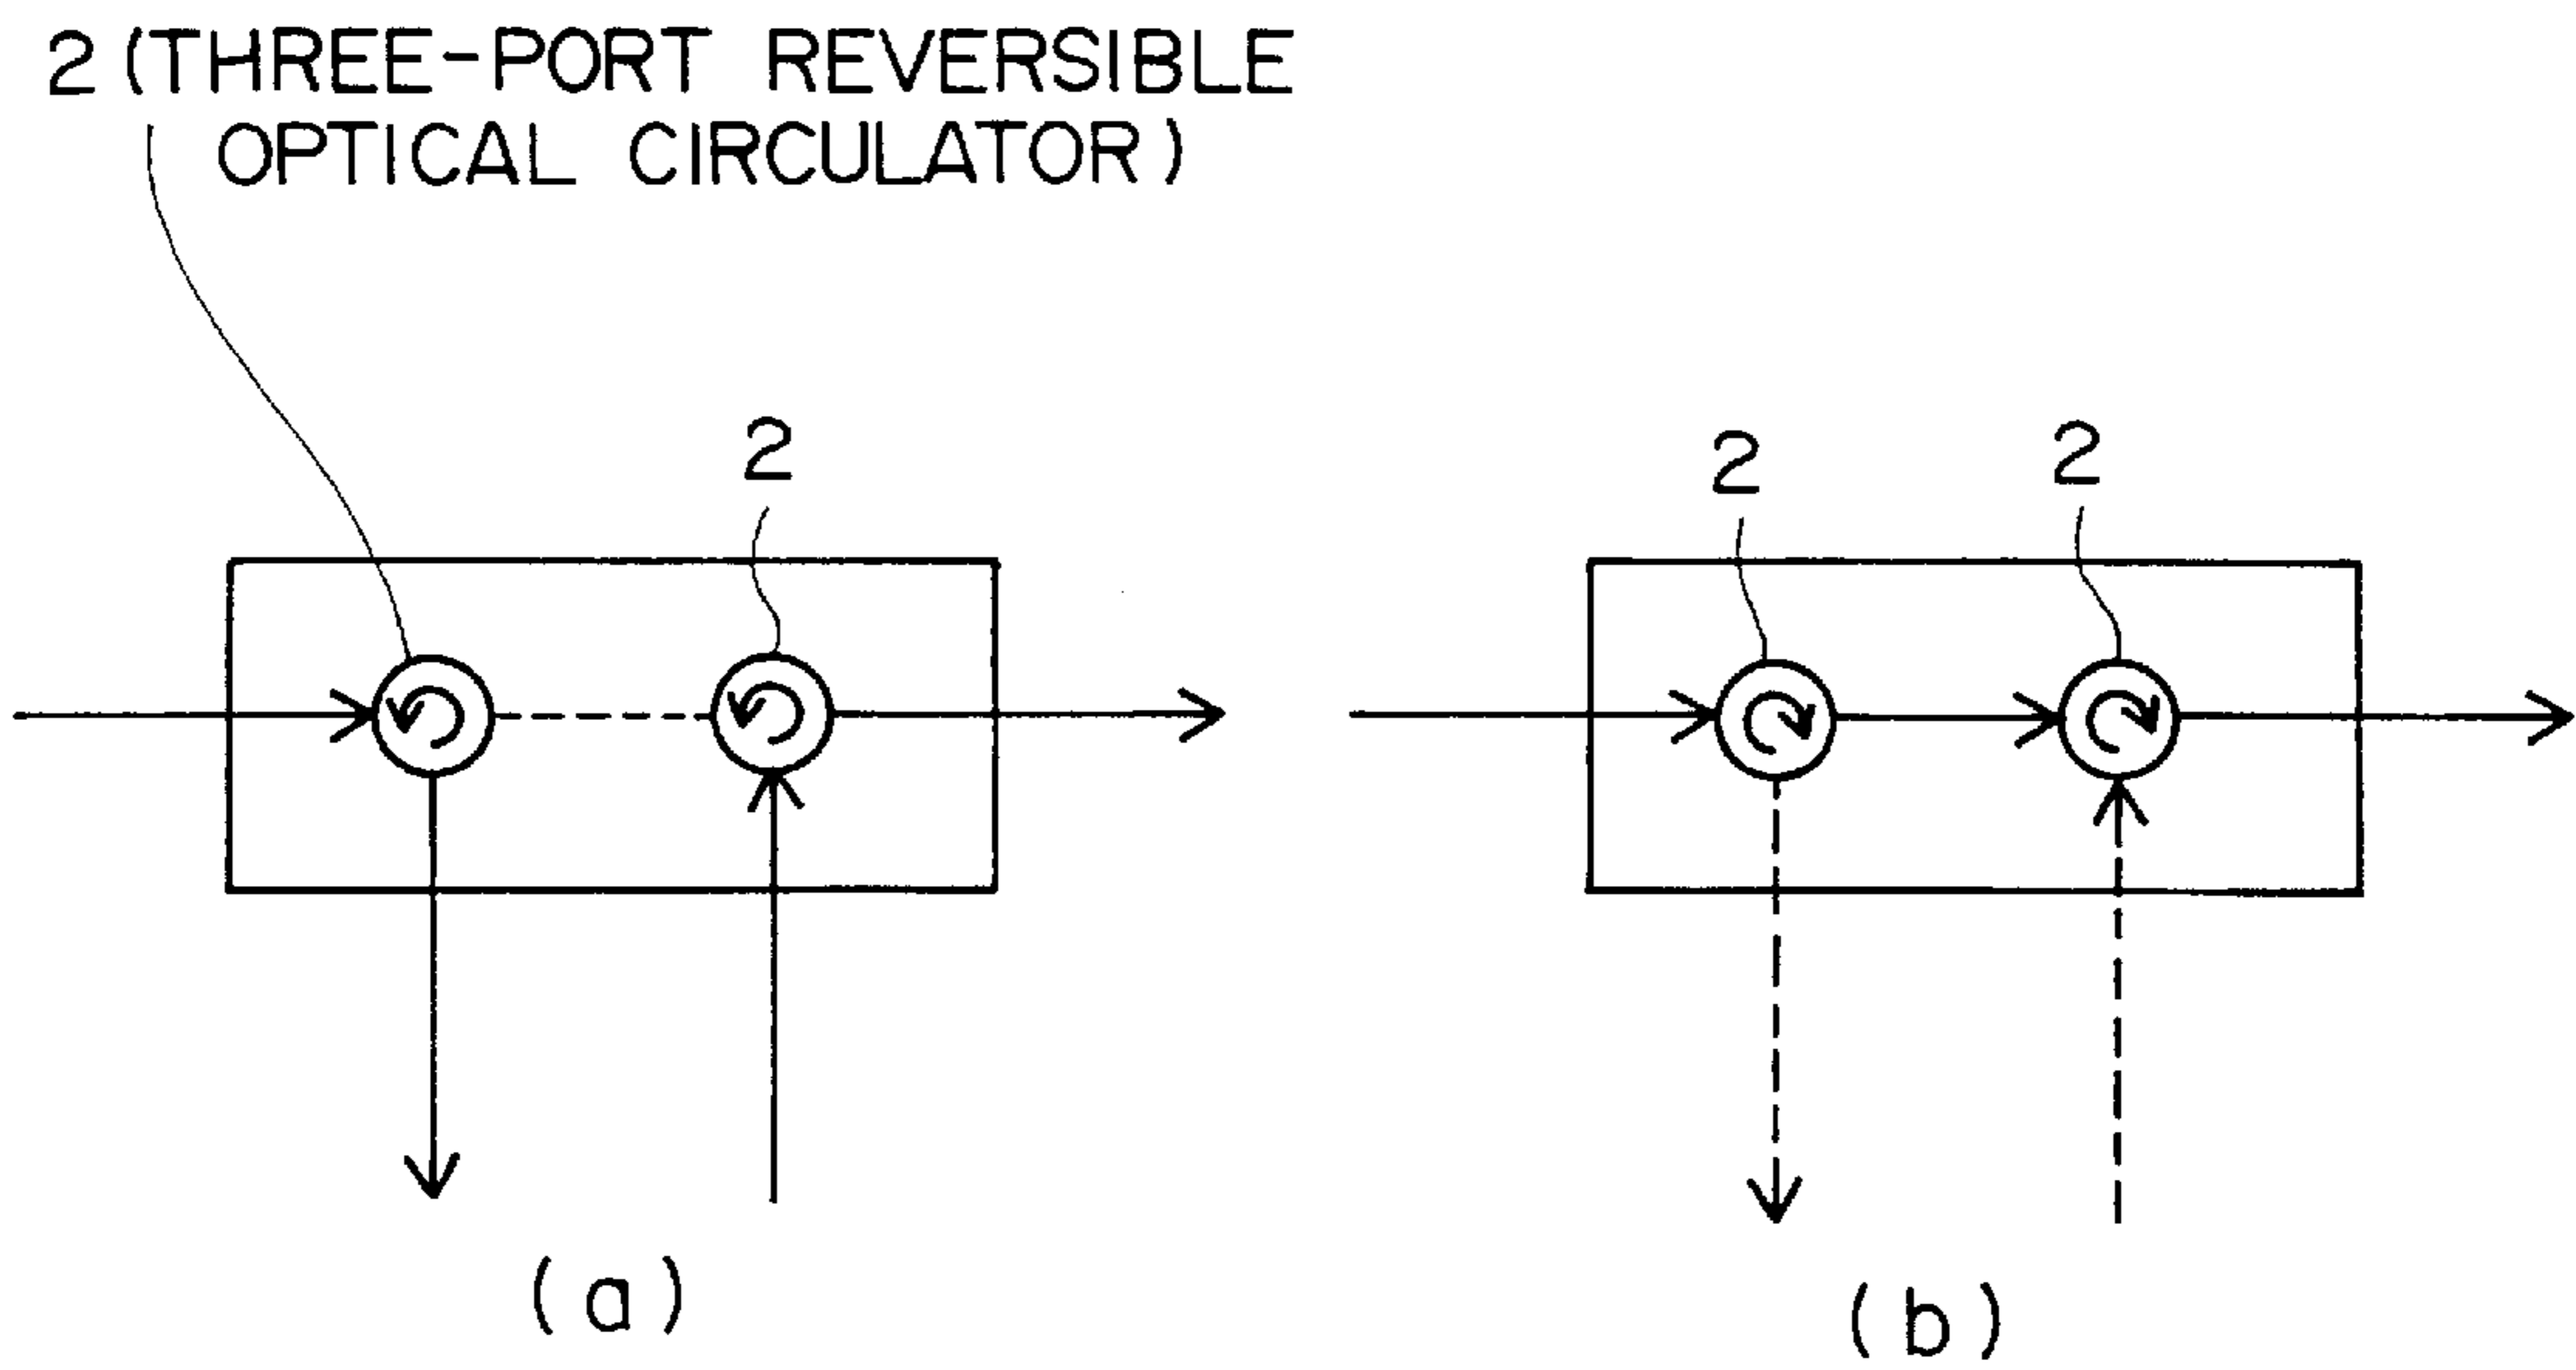 2 (THREE-PORT REVERSIBLE
OPTICAL CIRCULATOR)
2
2
2
(a)
(b)